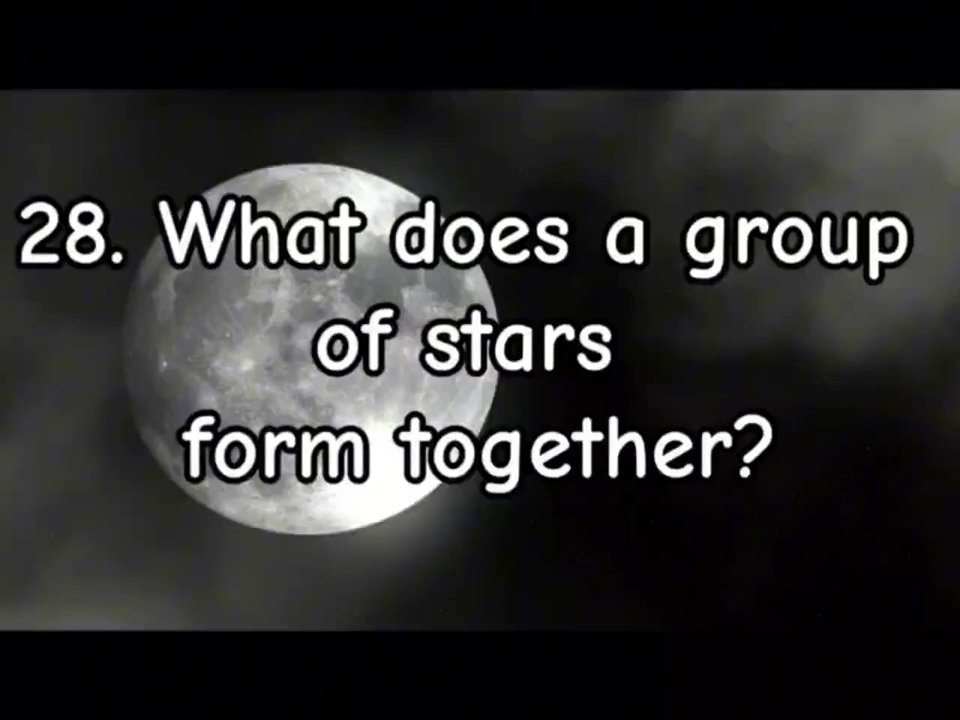 28. What does a group
of stars
form together?